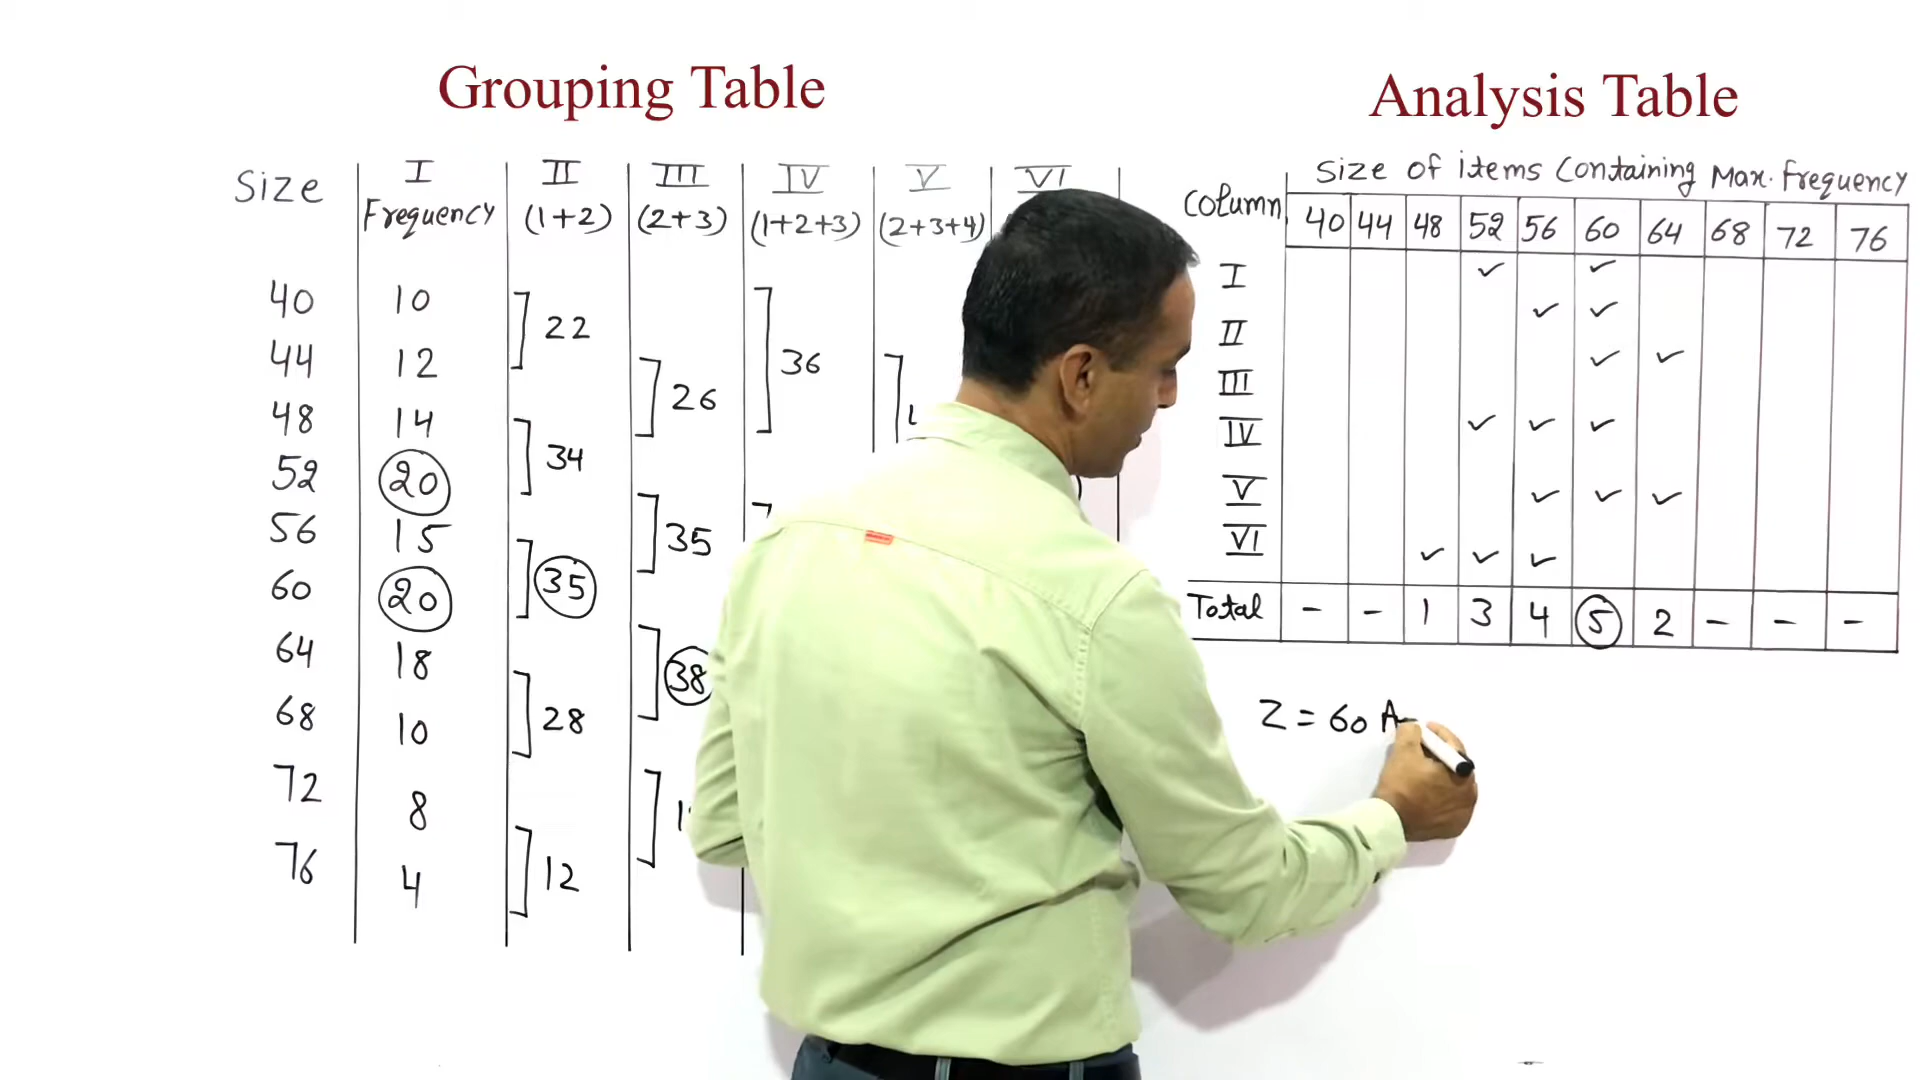 Grouping Table
Size I II III IV V VI
Frequency (1+2) (2+3) (1+2+3) (2+3+4)
40 10
22
44 12
36
26
48 14
34
52 20
35
56 15
35
60 20
38
64 18
28
68 10
72 8
12
76 4
Analysis Table
Size of items Containing Max. frequency
Column 40 44 48 52 56 60 64 68 72 76
I ✓ ✓
II ✓ ✓
III ✓ ✓
IV ✓ ✓ ✓
V ✓ ✓ ✓
VI ✓ ✓ ✓
Total - - 1 3 4 5 2 - - -
Z = 60 A